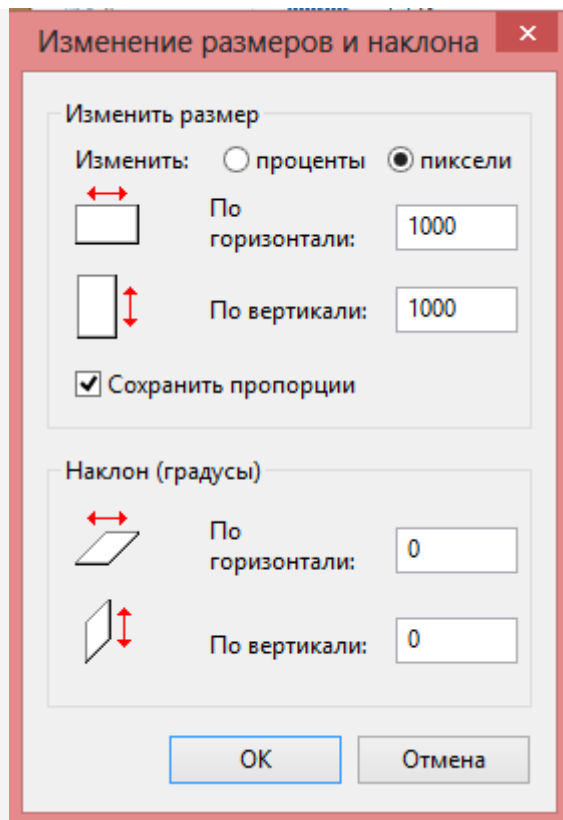 Изменение размеров и наклона
Изменить размер
Изменить: проценты пиксели
По
горизонтали: 1000
По вертикали: 1000
Сохранить пропорции
Наклон (градусы)
По
горизонтали: 0
По вертикали: 0
OK Отмена